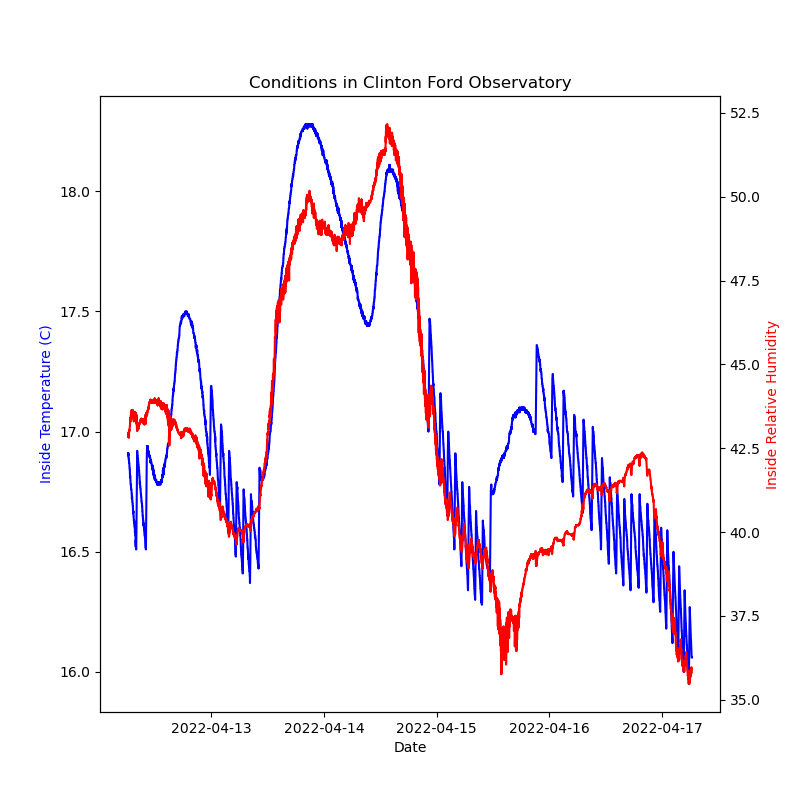 Conditions in Clinton Ford Observatory
Inside Temperature (C)
18.0
17.5
17.0
16.5
16.0
52.5
50.0
47.5
45.0
42.5
40.0
37.5
35.0
Inside Relative Humidity
2022-04-13 2022-04-14 2022-04-15 2022-04-16 2022-04-17
Date